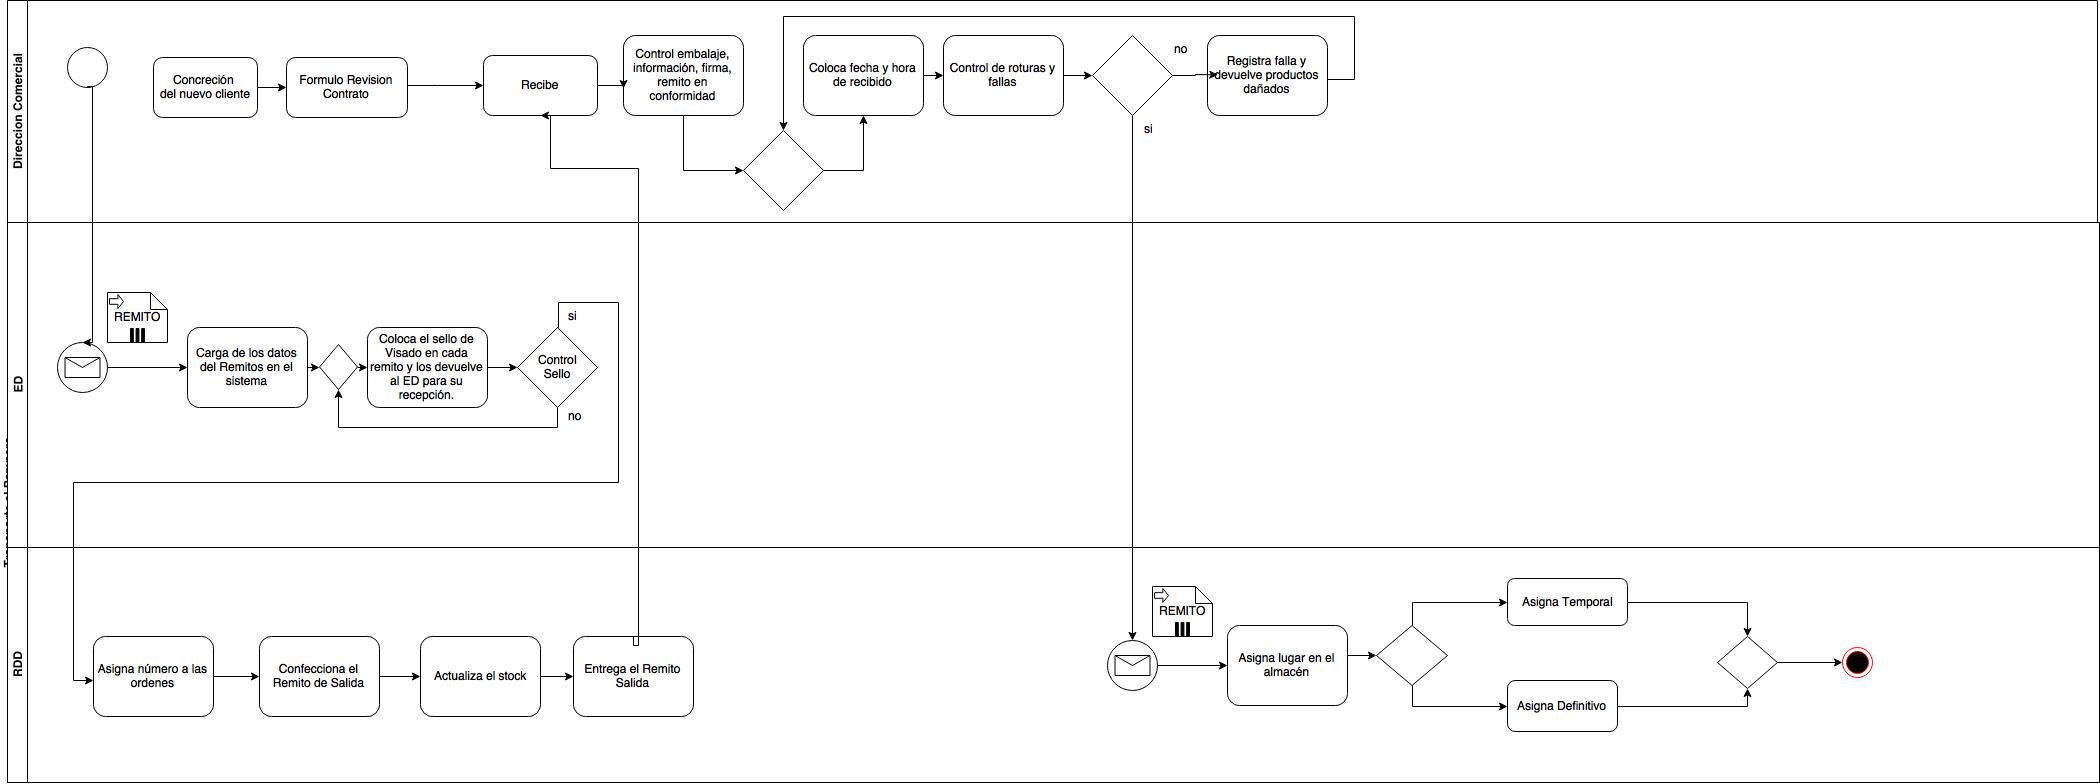 Direccion Comercial
Concreción
del nuevo cliente
Formulo Revision
Contrato
Recibe
Control embalaje,
información, firma,
remito en
conformidad
Coloca fecha y hora
de recibido
Control de roturas y
fallas
no
si
Registra falla y
devuelve productos
dañados
ED
REMITO
Carga de los datos
del Remitos en el
sistema
Coloca el sello de
Visado en cada
remito y los devuelve
al ED para su
recepción.
si
Control
Sello
no
RDD
Asigna número a las
ordenes
Confecciona el
Remito de Salida
Actualiza el stock
Entrega el Remito
Salida
REMITO
Asigna lugar en el
almacén
Asigna Temporal
Asigna Definitivo